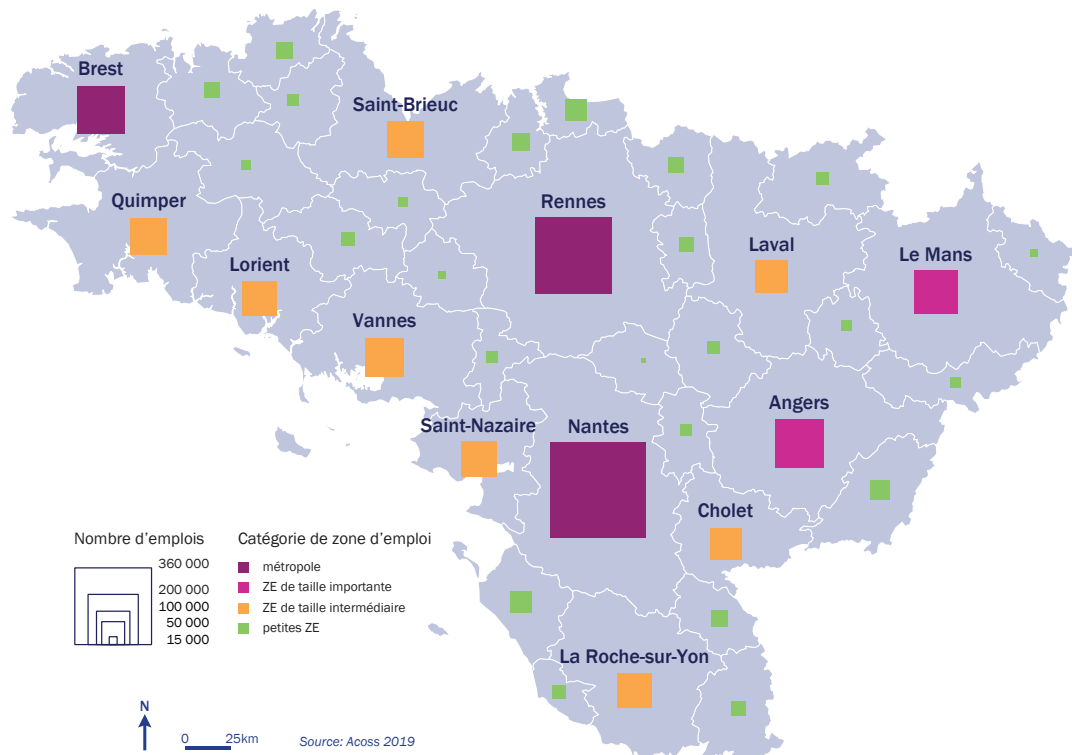 Brest
Saint-Brieuc
Quimper
Rennes
Lorient
Laval
Le Mans
Vannes
Angers
Saint-Nazaire
Nantes
Cholet
La Roche-sur-Yon
Nombre d'emplois
360 000
200 000
100 000
50 000
15 000
Catégorie de zone d'emploi
métropole
ZE de taille importante
ZE de taille intermédiaire
petites ZE
N
0 25km
Source: Acoss 2019